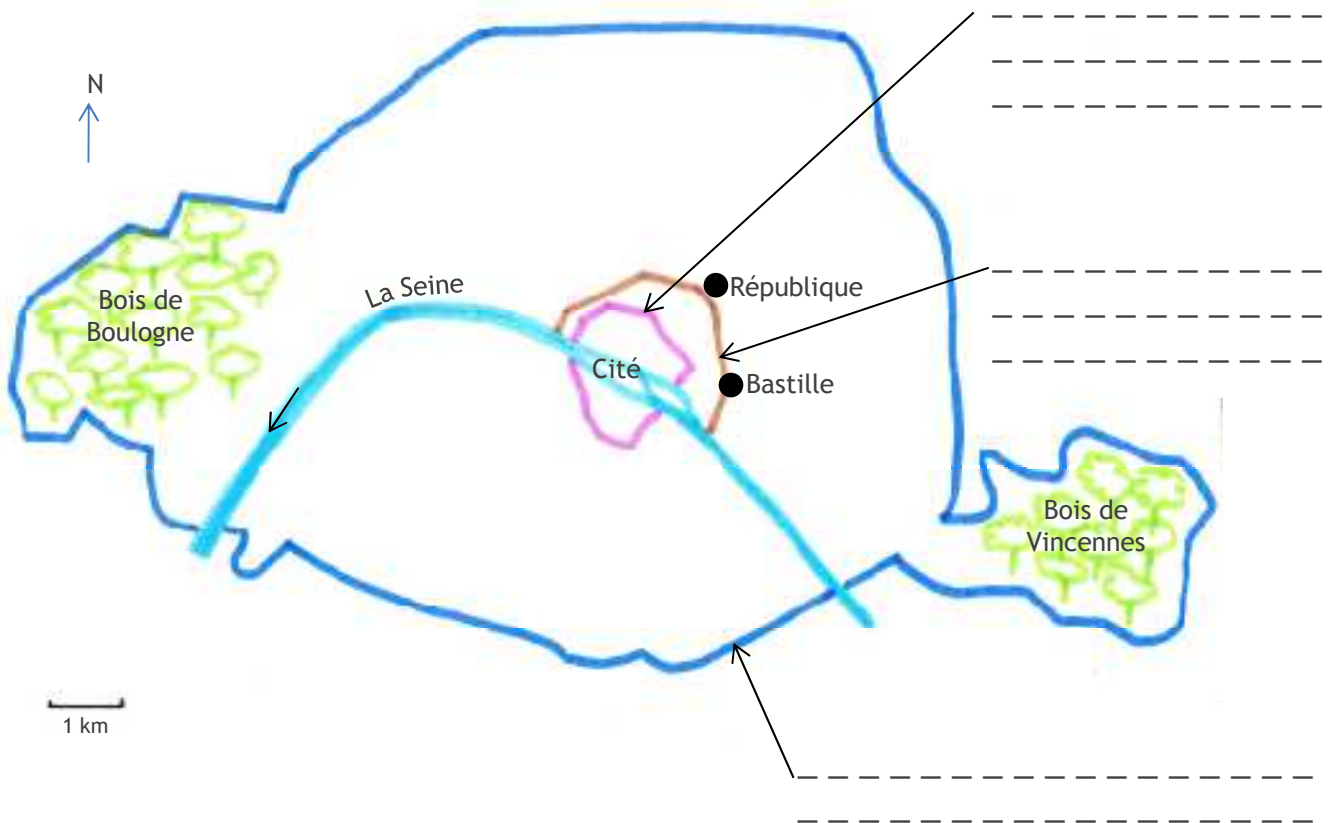 N
La Seine
République
Bois de
Boulogne
Cité
Bastille
Bois de
Vincennes
1 km